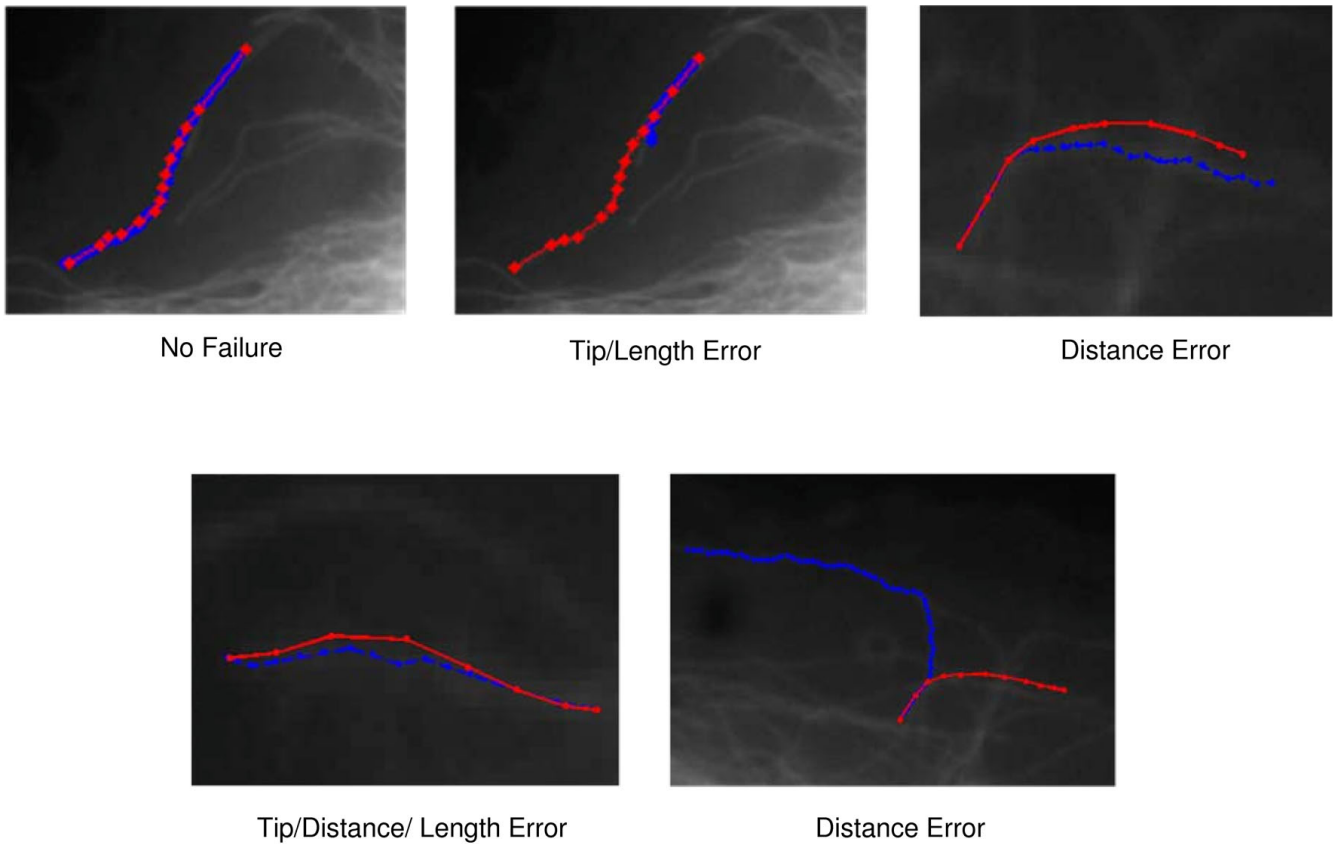 No Failure
Tip/Length Error
Distance Error
Tip/Distance/ Length Error
Distance Error